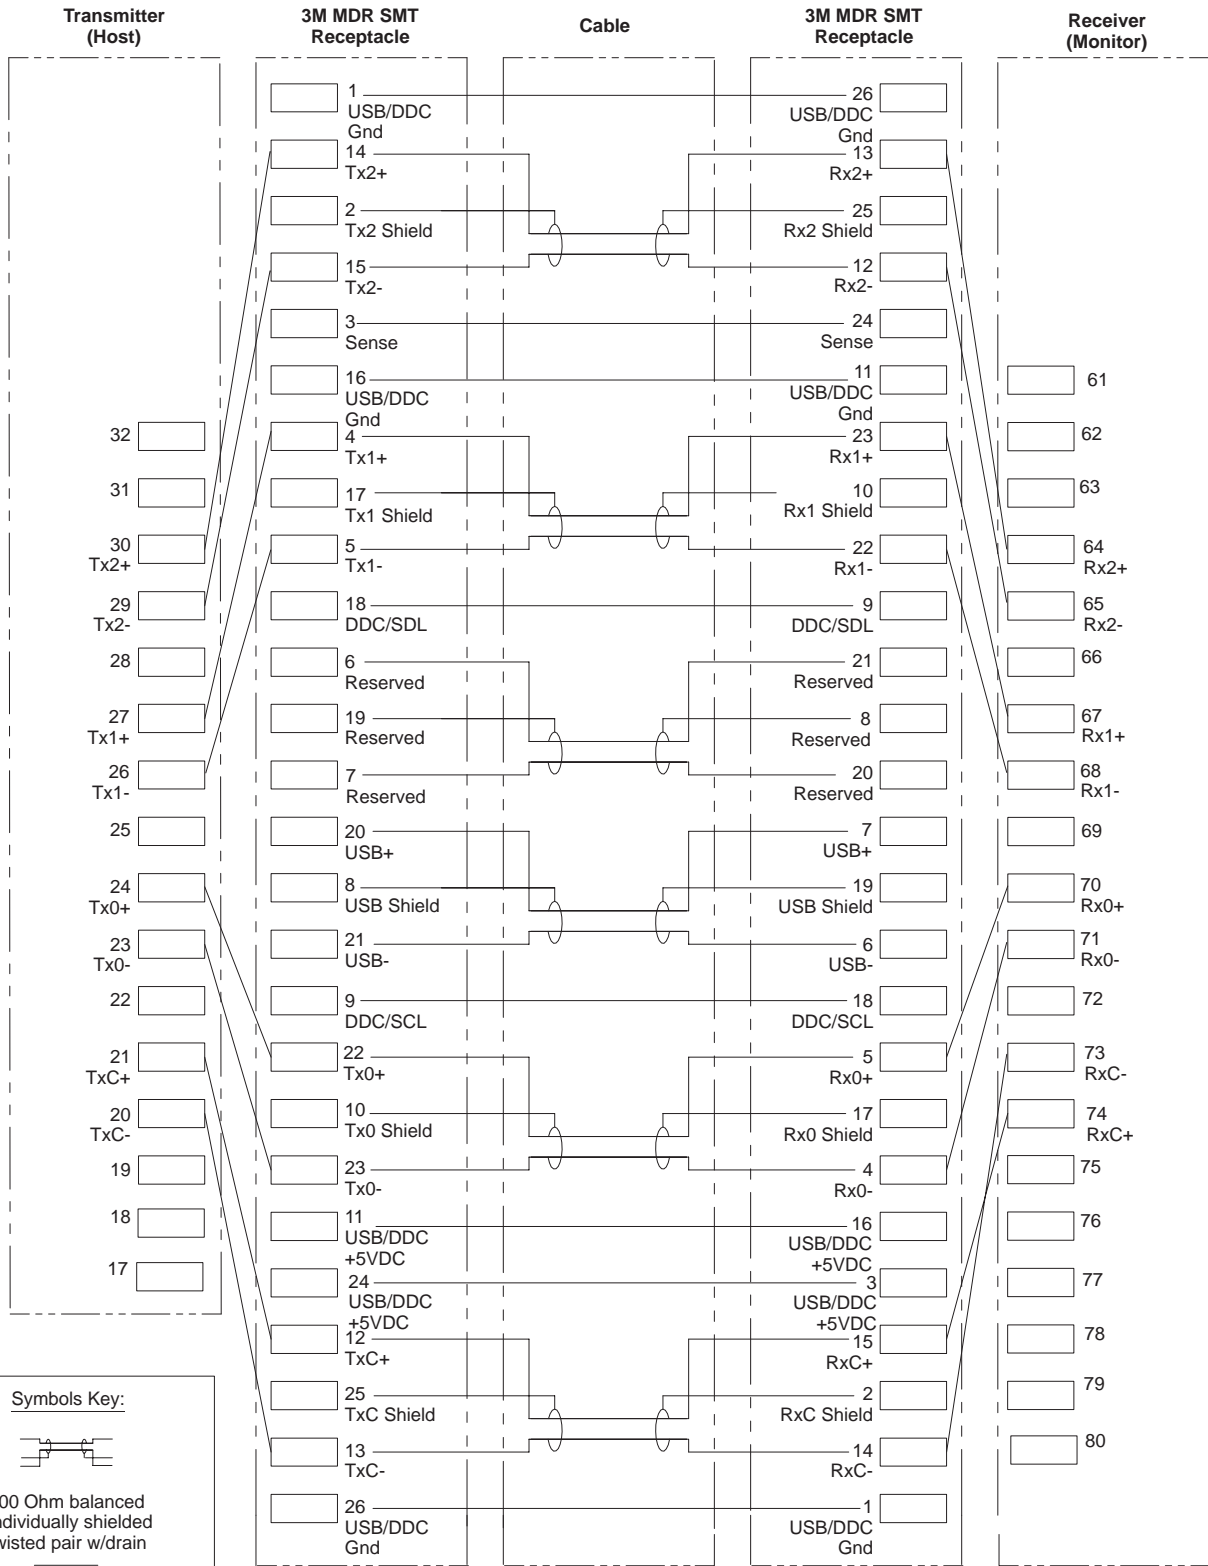 Transmitter
(Host)
3M MDR SMT
Receptacle
Cable
3M MDR SMT
Receptacle
Receiver
(Monitor)
32
31
30
Tx2+
29
Tx2-
28
27
Tx1+
26
Tx1-
25
24
Tx0+
23
Tx0-
22
21
TxC+
20
TxC-
19
18
17
1
USB/DDC
Gnd
14
Tx2+
2
Tx2 Shield
15
Tx2-
3
Sense
16
USB/DDC
Gnd
4
Tx1+
17
Tx1 Shield
5
Tx1-
18
DDC/SDL
6
Reserved
19
Reserved
7
Reserved
20
USB+
8
USB Shield
21
USB-
9
DDC/SCL
22
Tx0+
10
Tx0 Shield
23
Tx0-
11
USB/DDC
+5VDC
24
USB/DDC
+5VDC
12
TxC+
25
TxC Shield
13
TxC-
26
USB/DDC
Gnd
26
USB/DDC
Gnd
13
Rx2+
25
Rx2 Shield
12
Rx2-
24
Sense
11
USB/DDC
Gnd
23
Rx1+
10
Rx1 Shield
22
Rx1-
9
DDC/SDL
21
Reserved
8
Reserved
20
Reserved
7
USB+
19
USB Shield
6
USB-
18
DDC/SCL
5
Rx0+
17
Rx0 Shield
4
Rx0-
16
USB/DDC
+5VDC
3
USB/DDC
+5VDC
15
RxC+
2
RxC Shield
14
RxC-
1
USB/DDC
Gnd
61
62
63
64
Rx2+
65
Rx2-
66
67
Rx1+
68
Rx1-
69
70
Rx0+
71
Rx0-
72
73
RxC-
74
RxC+
75
76
77
78
79
80
Symbols Key:
00 Ohm balanced
ndividually shielded
wisted pair w/drain